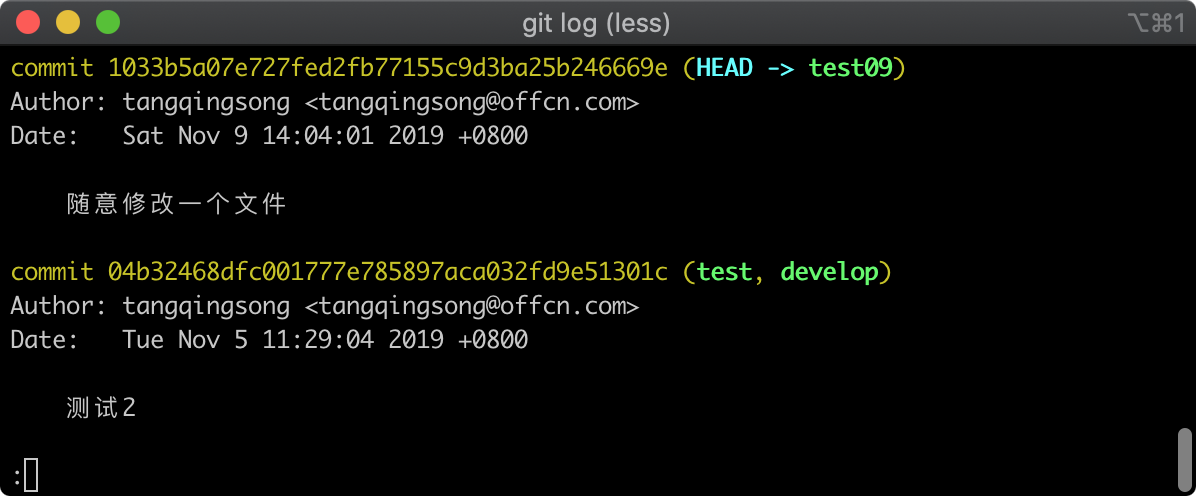 git log (less)
⌥⌘1
commit 1033b5a07e727fed2fb77155c9d3ba25b246669e (HEAD -> test09)
Author: tangqingsong <tangqingsong@offcn.com>
Date:   Sat Nov 9 14:04:01 2019 +0800
随意修改一个文件
commit 04b32468dfc001777e785897aca032fd9e51301c (test, develop)
Author: tangqingsong <tangqingsong@offcn.com>
Date:   Tue Nov 5 11:29:04 2019 +0800
测试2
: